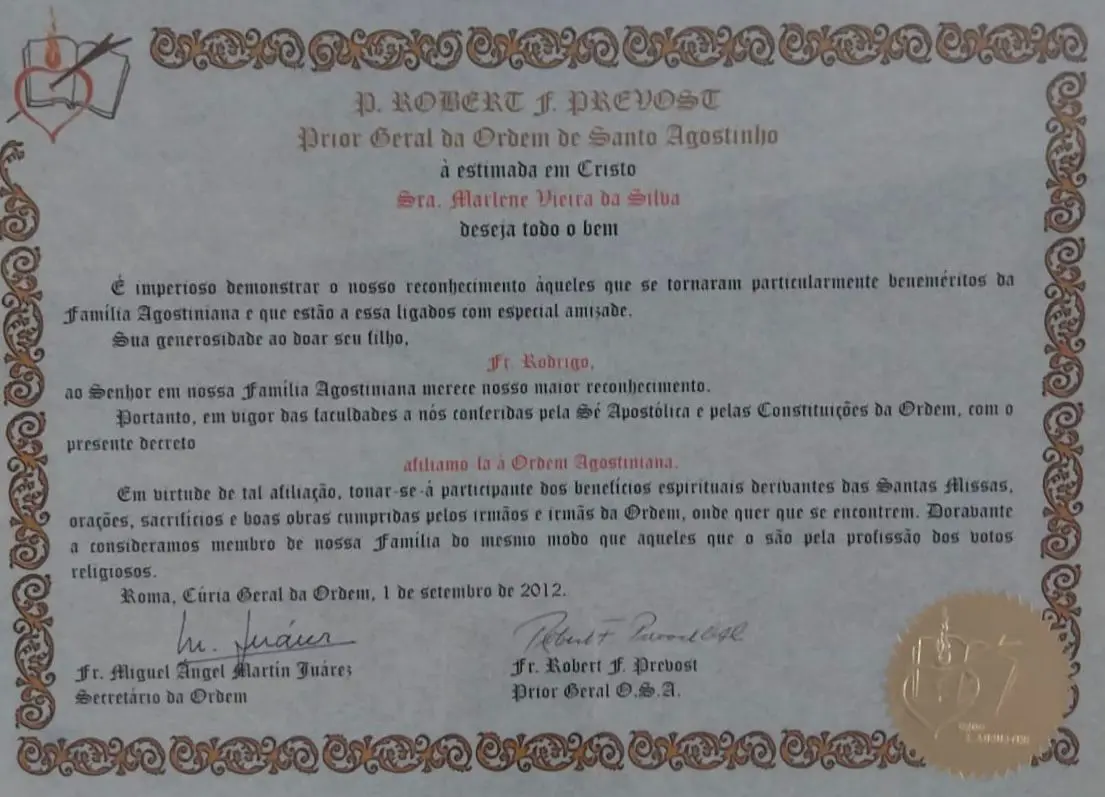 P. ROBERT F. PREVOST
Prior Geral da Ordem de Santo Agostinho
à estimada em Cristo
Sra. Marlene Vieira da Silva
deseja todo o bem
É imperioso demonstrar o nosso reconhecimento àqueles que se tornaram particularmente beneméritos da
Família Agostiniana e que estão a essa ligados com especial amizade.
Sua generosidade ao doar seu filho,
Fr. Rodrigo,
ao Senhor em nossa Família Agostiniana merece nosso maior reconhecimento.
Portanto, em vigor das faculdades a nós conferidas pela Sé Apostólica e pelas Constituições da Ordem, com o
presente decreto
afiliamo-la à Ordem Agostiniana.
Em virtude de tal afiliação, tonar-se-á participante dos benefícios espirituais derivantes das Santas Missas,
orações, sacrifícios e boas obras cumpridas pelos irmãos e irmãs da Ordem, onde quer que se encontrem. Doravante
a consideramos membro de nossa Família do mesmo modo que aqueles que o são pela profissão dos votos
religiosos.
Roma, Cúria Geral da Ordem, 1 de setembro de 2012.
M. Juárez
Robert F. Prevost OSA
Fr. Miguel Ángel Martín Juárez
Fr. Robert F. Prevost
Secretário da Ordem
Prior Geral O.S.A.